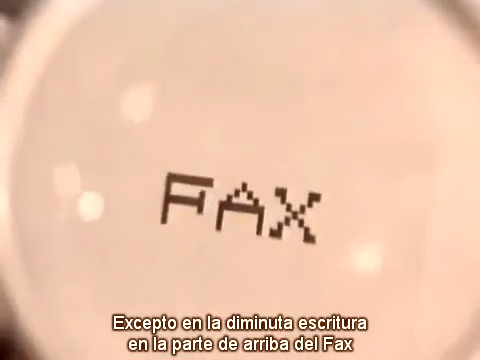 FAX
Excepto en la diminuta escritura
en la parte de arriba del Fax